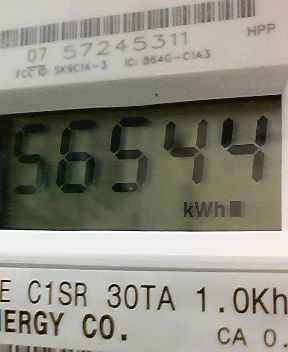 HPP
07 57245311
FCC ID: SK9C1A-3 IC: 864G-C1A3
56544
kWh
E C1SR 30TA 1.0Kh
NERGY CO.
CA 0.